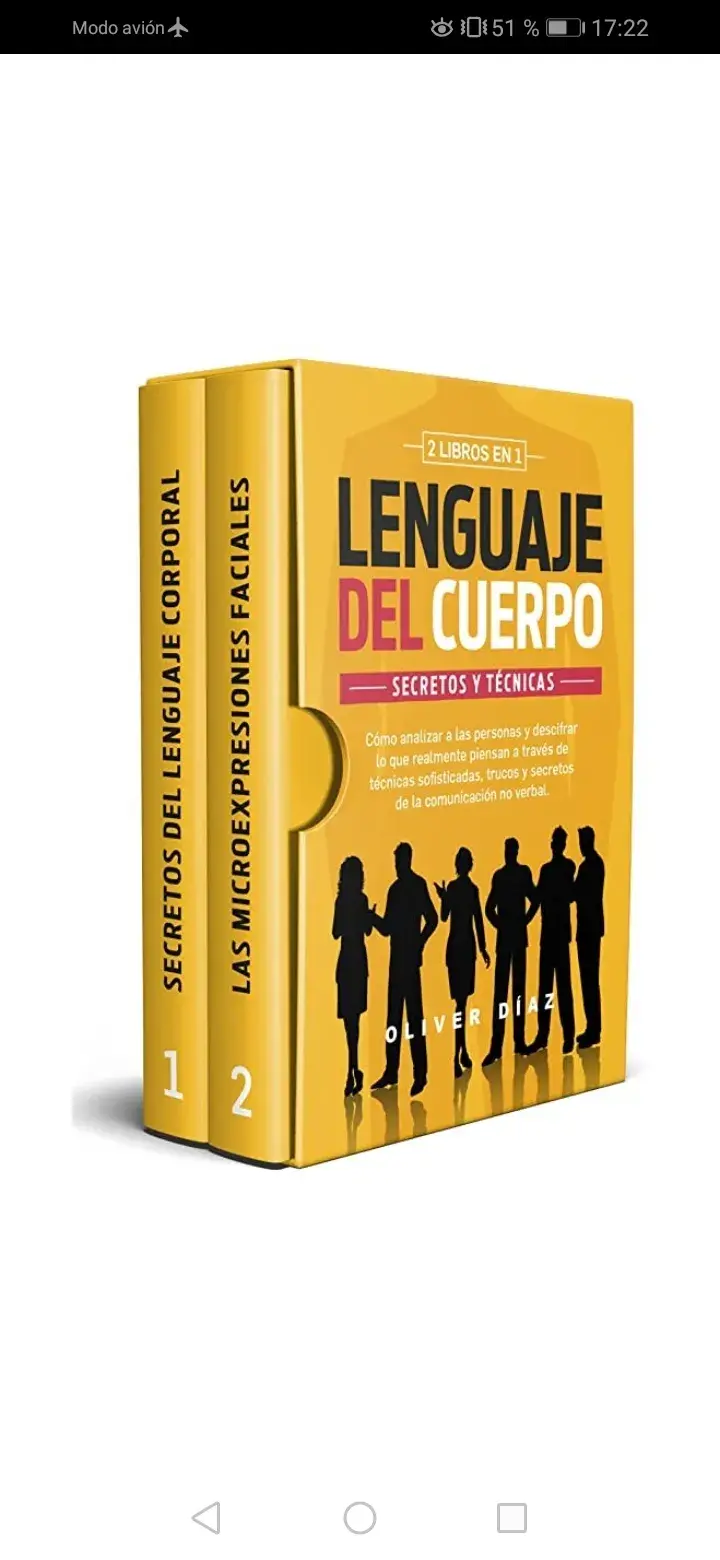 Modo avión 51 % 17:22
SECRETOS DEL LENGUAJE CORPORAL
1
LAS MICROEXPRESIONES FACIALES
2
2 LIBROS EN 1
LENGUAJE
DEL CUERPO
SECRETOS Y TÉCNICAS
Cómo analizar a las personas y descifrar
lo que realmente piensan a través de
técnicas sofisticadas, trucos y secretos
de la comunicación no verbal.
OLIVER DÍAZ